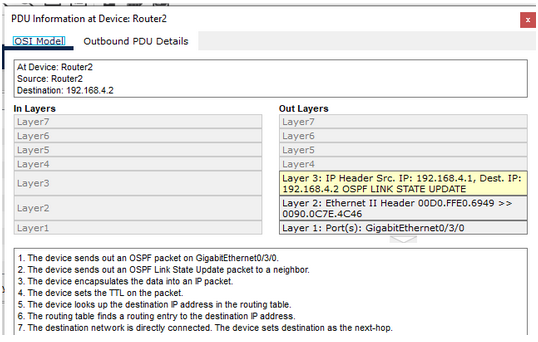 PDU Information at Device: Router2
x
OSI Model
Outbound PDU Details
At Device: Router2
Source: Router2
Destination: 192.168.4.2
In Layers
Out Layers
Layer7
Layer7
Layer6
Layer6
Layer5
Layer5
Layer4
Layer4
Layer3
Layer 3: IP Header Src. IP: 192.168.4.1, Dest. IP:
192.168.4.2 OSPF LINK STATE UPDATE
Layer2
Layer 2: Ethernet II Header 00D0.FFE0.6949 >>
0090.0C7E.4C46
Layer1
Layer 1: Port(s): GigabitEthernet0/3/0
1. The device sends out an OSPF packet on GigabitEthernet0/3/0.
2. The device sends out an OSPF Link State Update packet to a neighbor.
3. The device encapsulates the data into an IP packet.
4. The device sets the TTL on the packet.
5. The device looks up the destination IP address in the routing table.
6. The routing table finds a routing entry to the destination IP address.
7. The destination network is directly connected. The device sets destination as the next-hop.